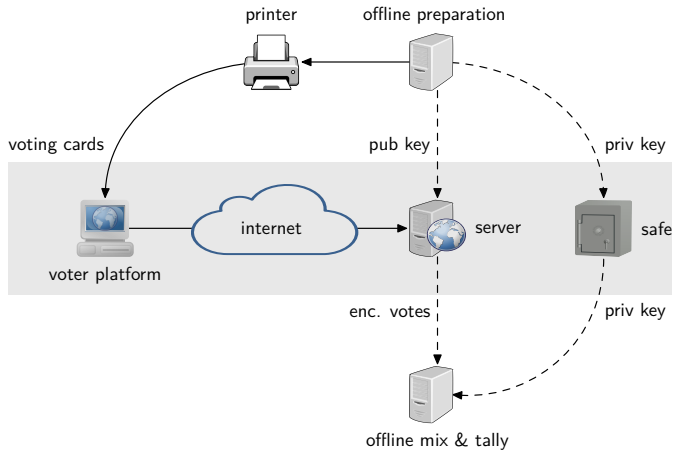 printer
offline preparation
voting cards
pub key
priv key
internet
server
safe
voter platform
enc. votes
priv key
offline mix & tally